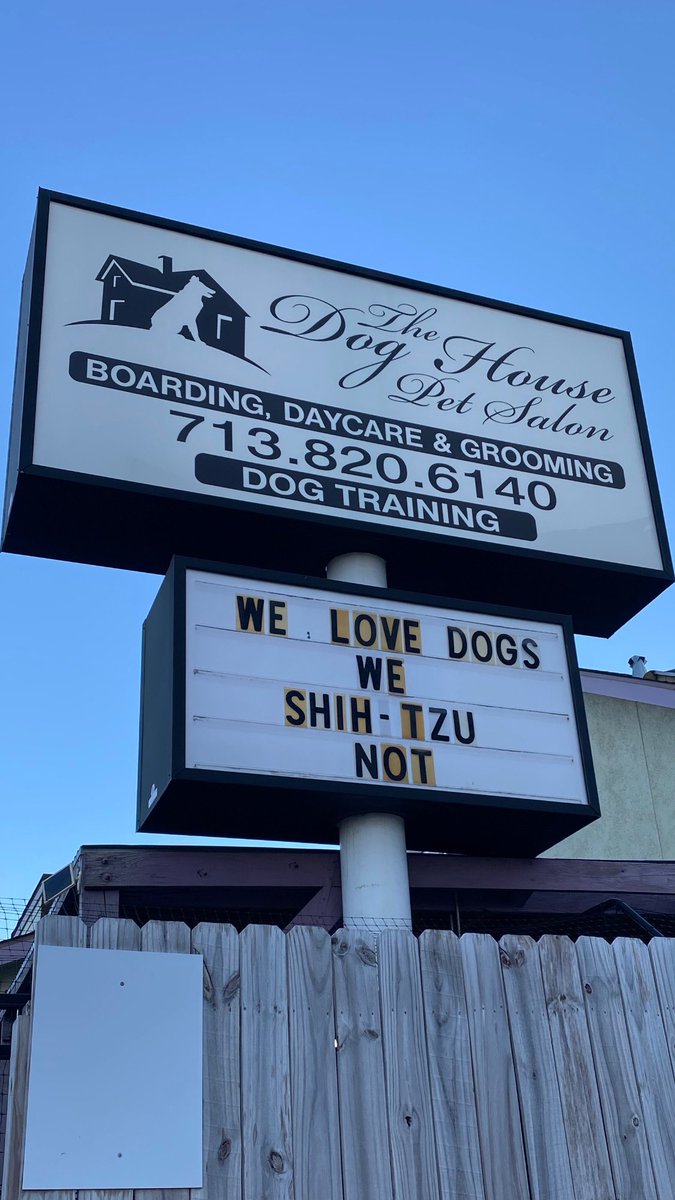 The
Dog House
Pet Salon
BOARDING, DAYCARE & GROOMING
713.820.6140
DOG TRAINING
WE . LOVE DOGS
WE
SHIH-TZU
NOT